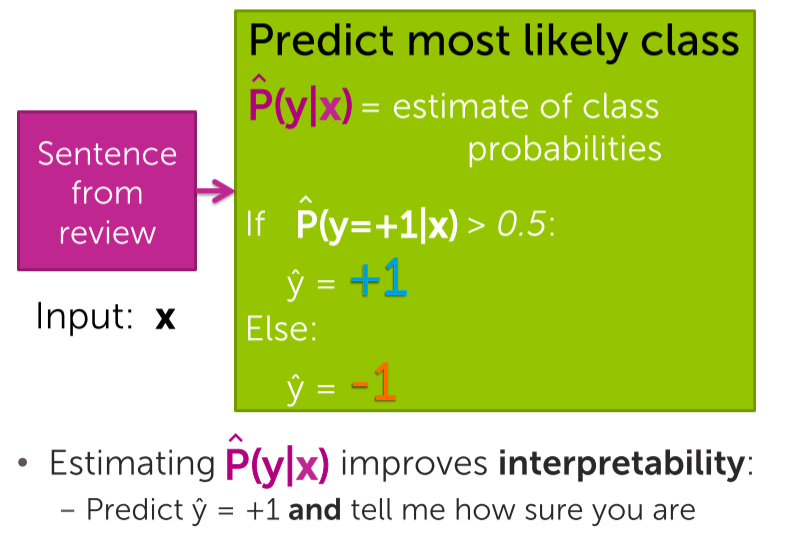 Predict most likely class
P̂(y|x) = estimate of class
probabilities
Sentence
from
review
Input: x
If P̂(y=+1|x) > 0.5:
ŷ = +1
Else:
ŷ = -1
• Estimating P̂(y|x) improves interpretability:
– Predict ŷ = +1 and tell me how sure you are